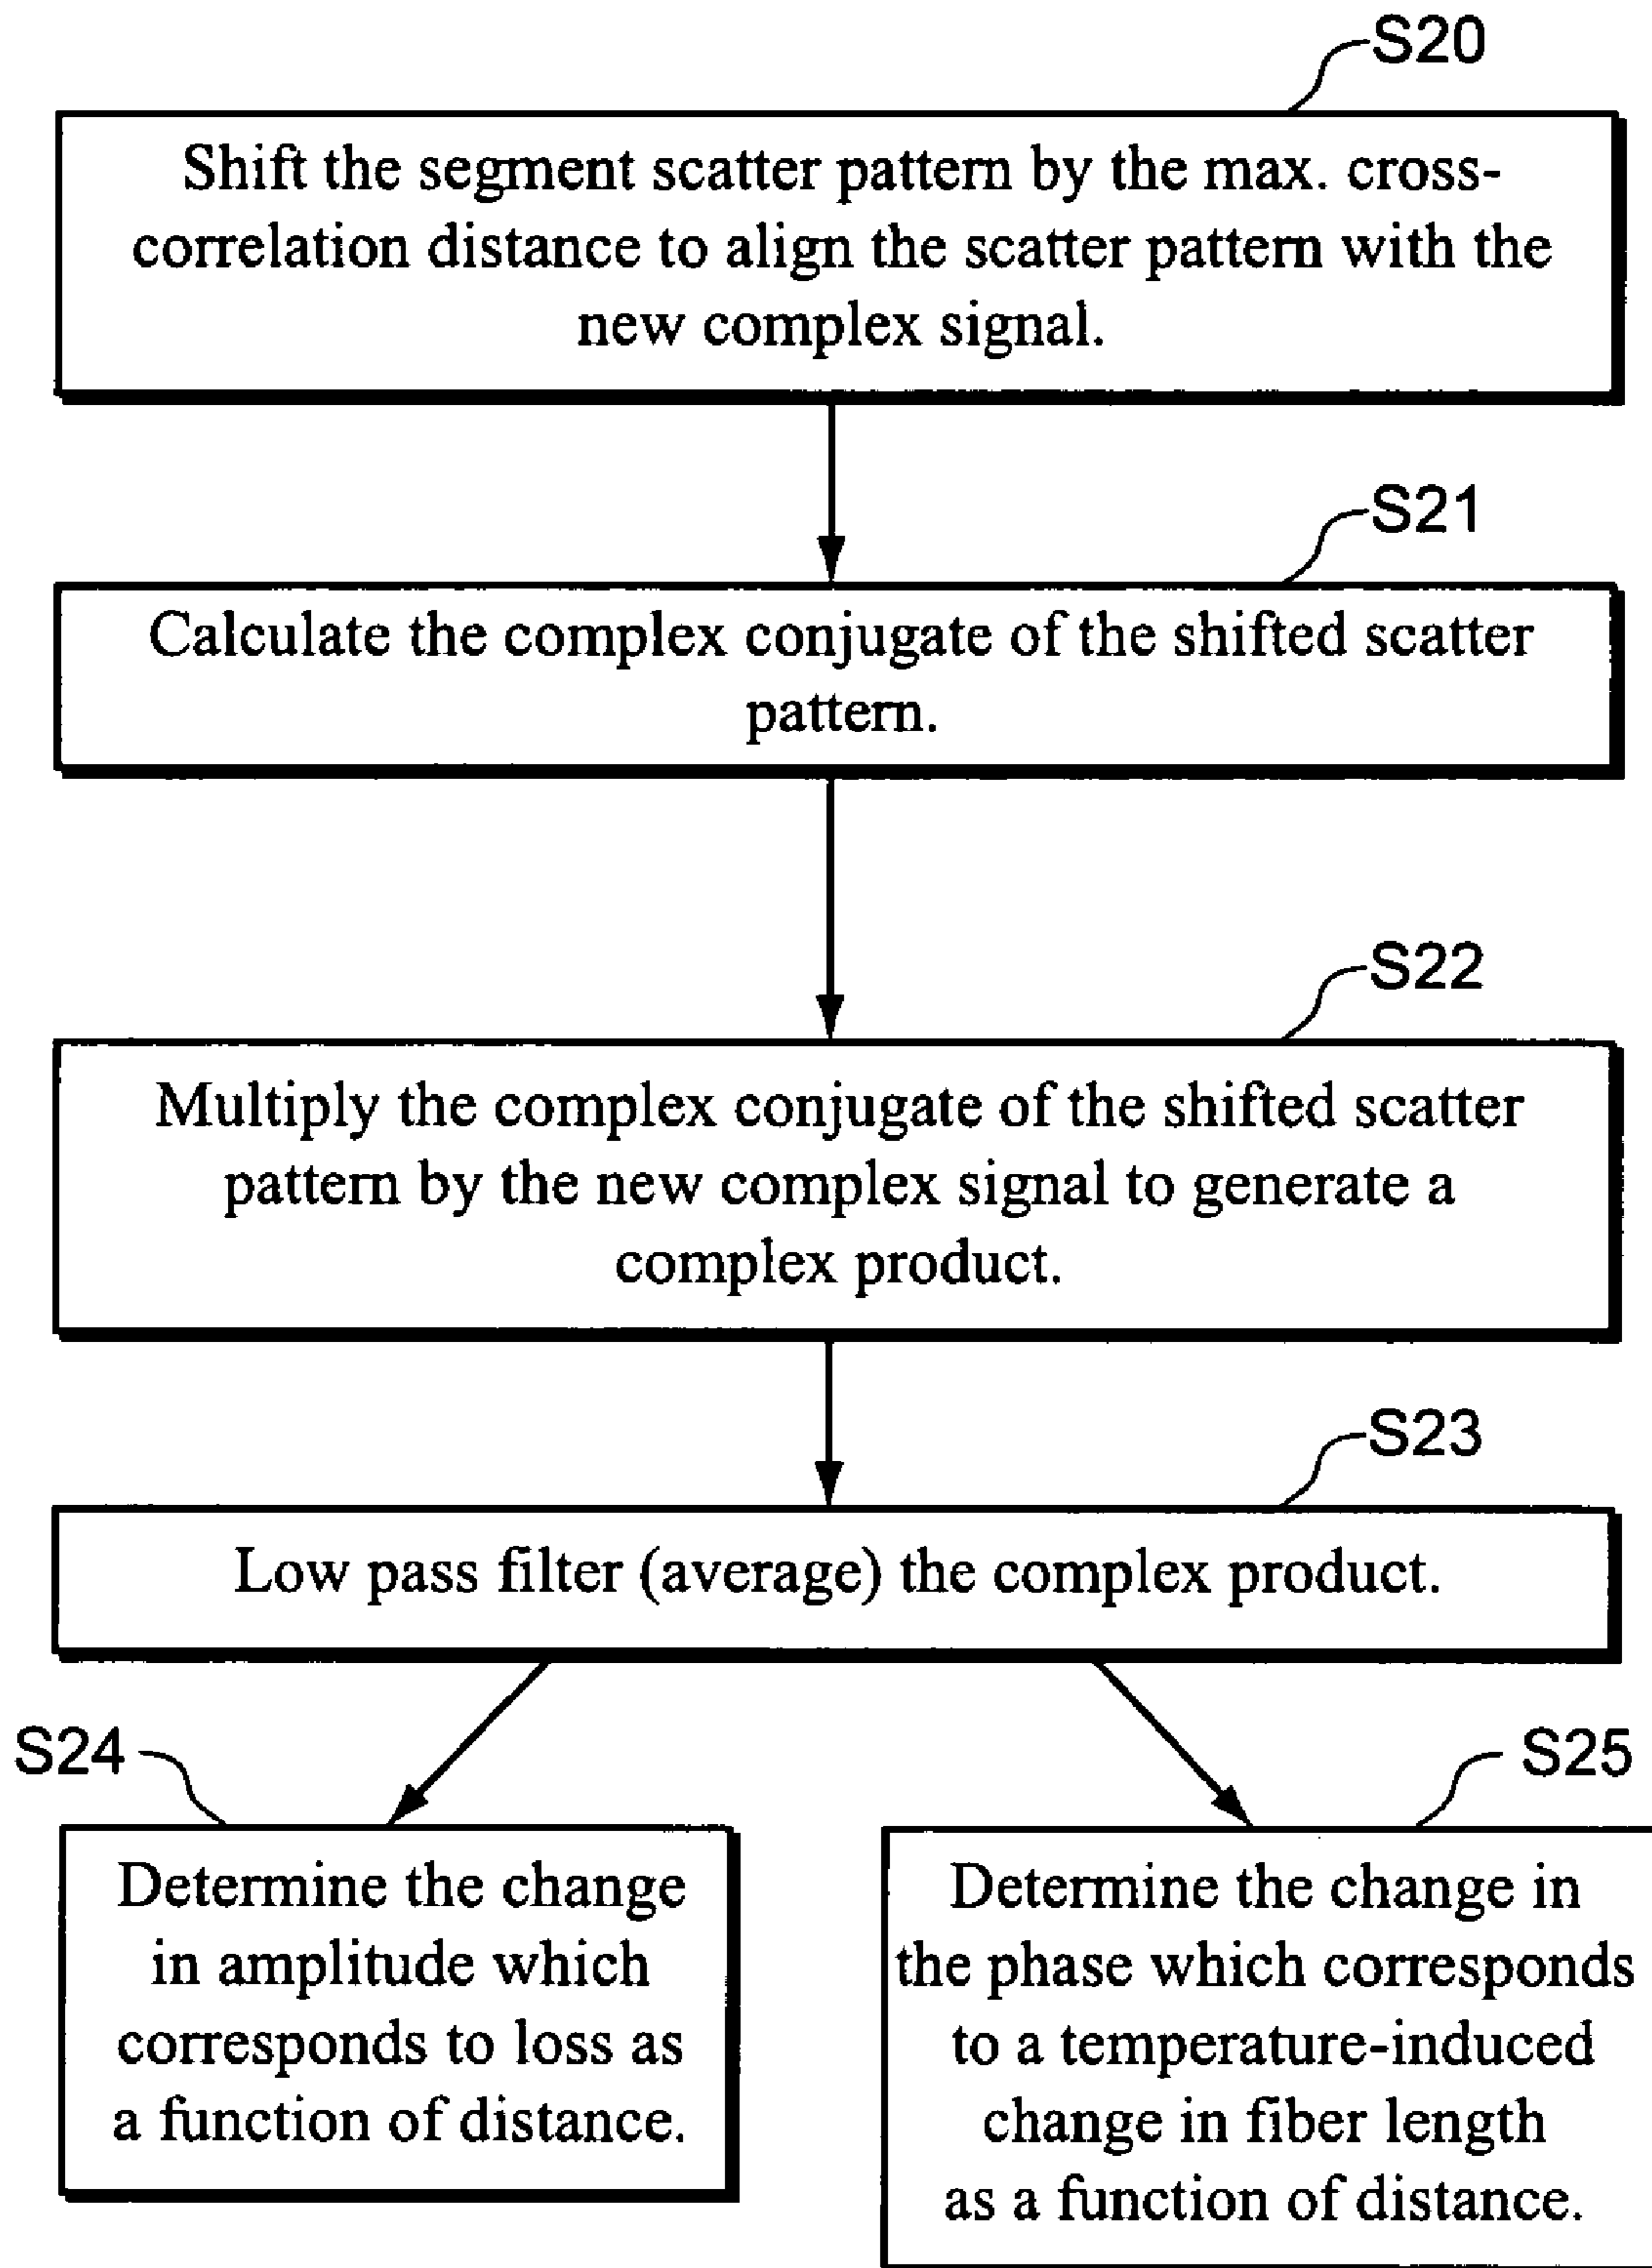 S20
Shift the segment scatter pattern by the max. cross-
correlation distance to align the scatter pattern with the
new complex signal.
S21
Calculate the complex conjugate of the shifted scatter
pattern.
S22
Multiply the complex conjugate of the shifted scatter
pattern by the new complex signal to generate a
complex product.
S23
Low pass filter (average) the complex product.
S24
Determine the change
in amplitude which
corresponds to loss as
a function of distance.
S25
Determine the change in
the phase which corresponds
to a temperature-induced
change in fiber length
as a function of distance.